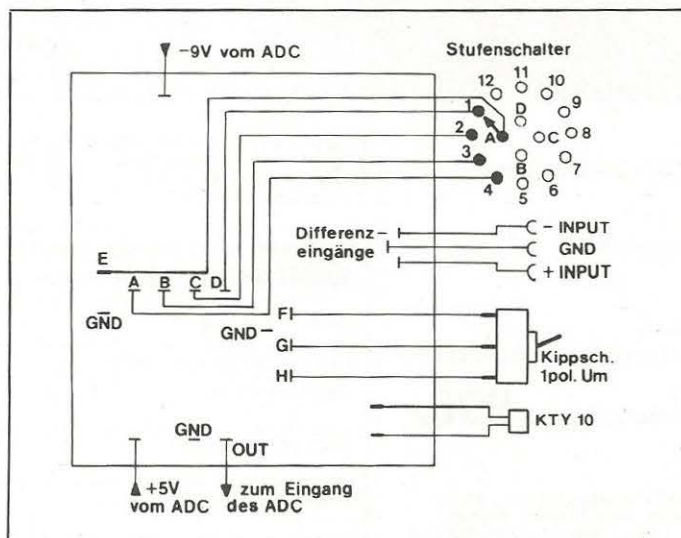 -9V vom ADC
Stufenschalter
11
12
10
1
D
9
2
A
C
8
3
B
7
4
5
6
Differenz-
eingänge
- INPUT
GND
+ INPUT
E
A
B
C
D
GND
GND
F
G
H
Kippsch.
1pol. Um
KTY 10
GND
OUT
+5V
vom ADC
zum Eingang
des ADC